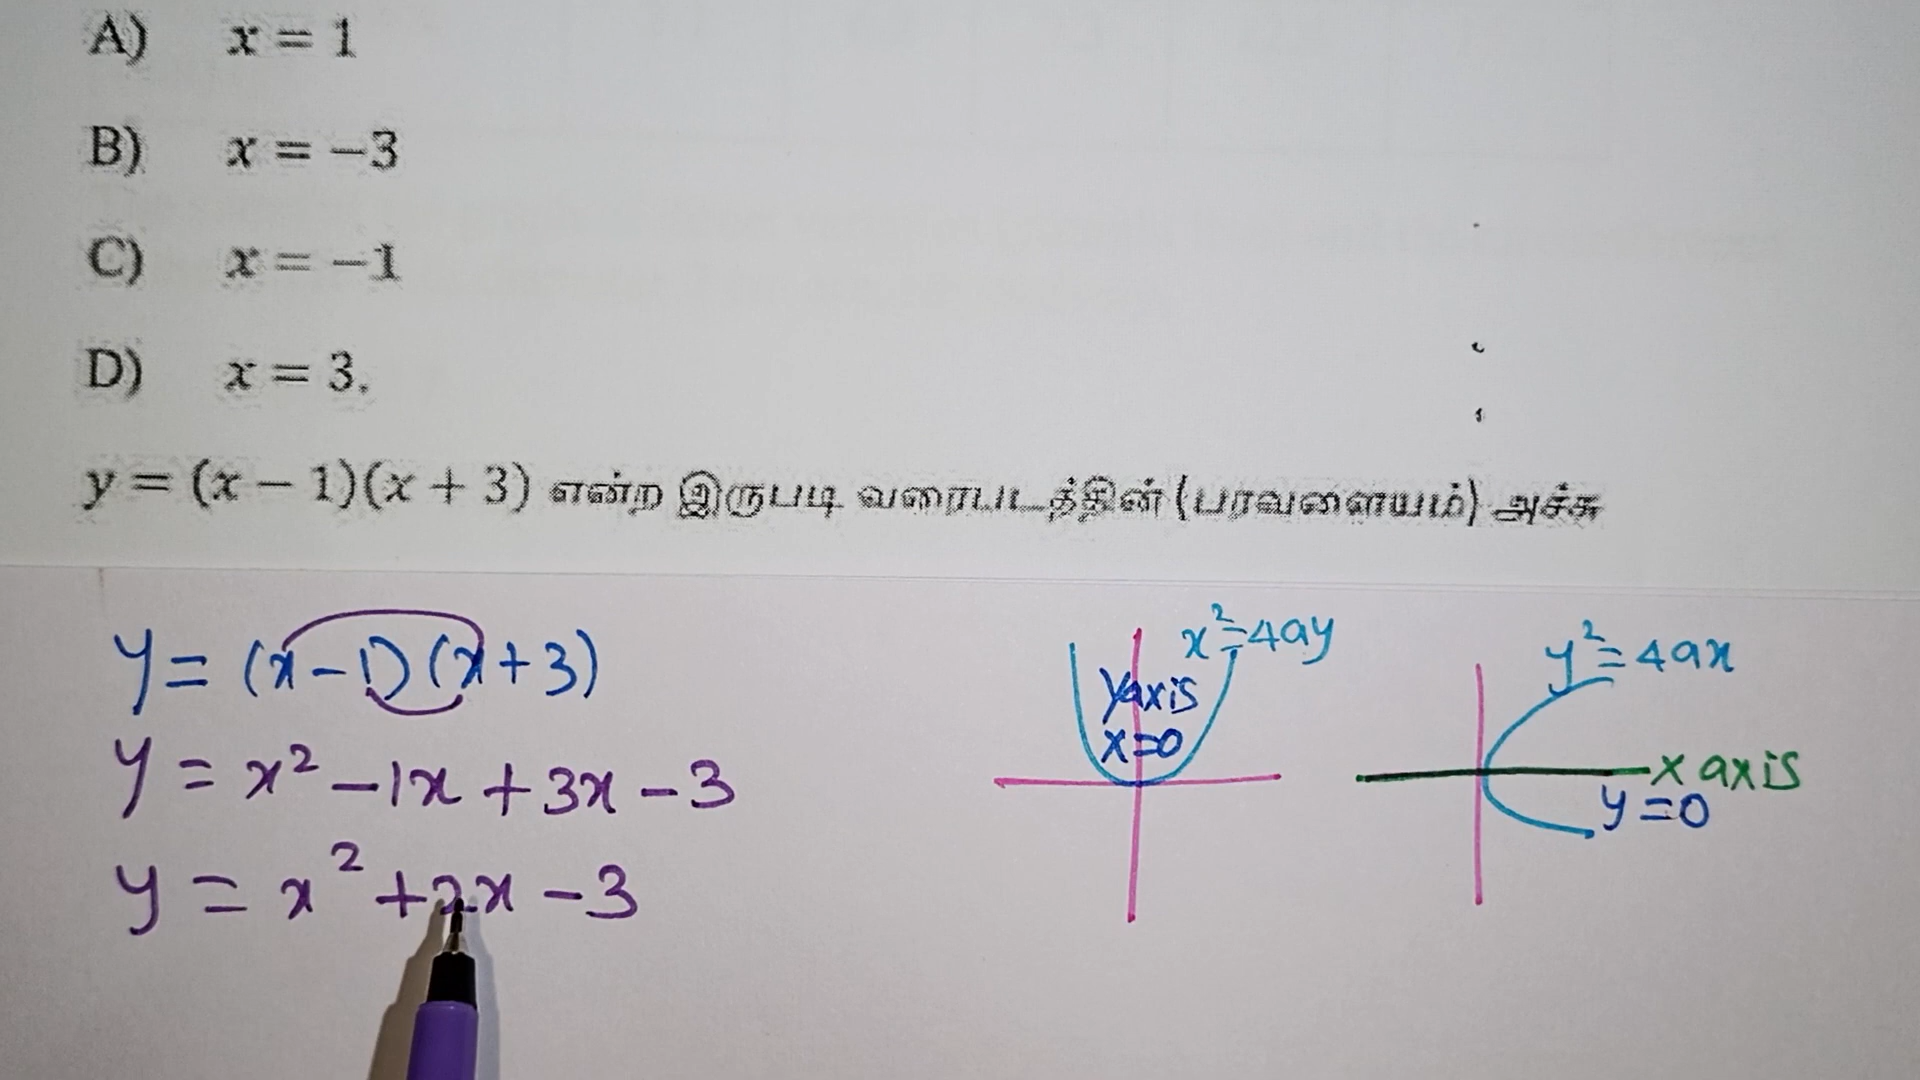 A) x = 1
B) x = −3
C) x = −1
D) x = 3.
y = (x − 1)(x + 3) என்ற இருபடி வரைபடத்தின் (பரவளையம்) அச்சு
y = (x-1) (x+3)
y = x² -1x + 3x - 3
y = x² +2x - 3
x² = 4ay
y axis
x=0
y² = 4ax
x axis
y = 0